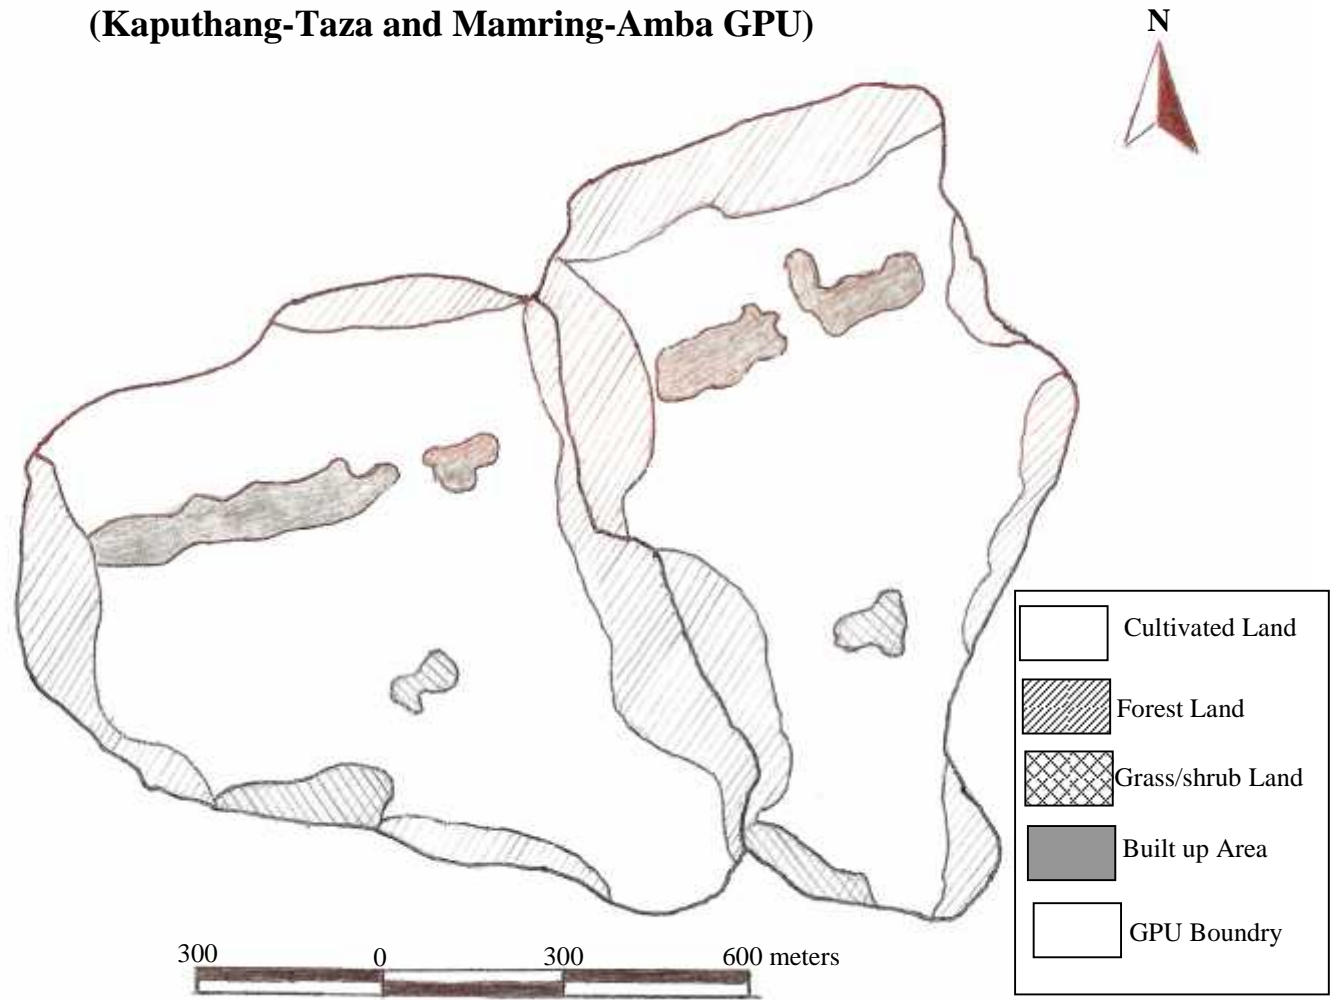 (Kaputhang-Taza and Mamring-Amba GPU)
N
Cultivated Land
Forest Land
Grass/shrub Land
Built up Area
GPU Boundry
300 0 300 600 meters